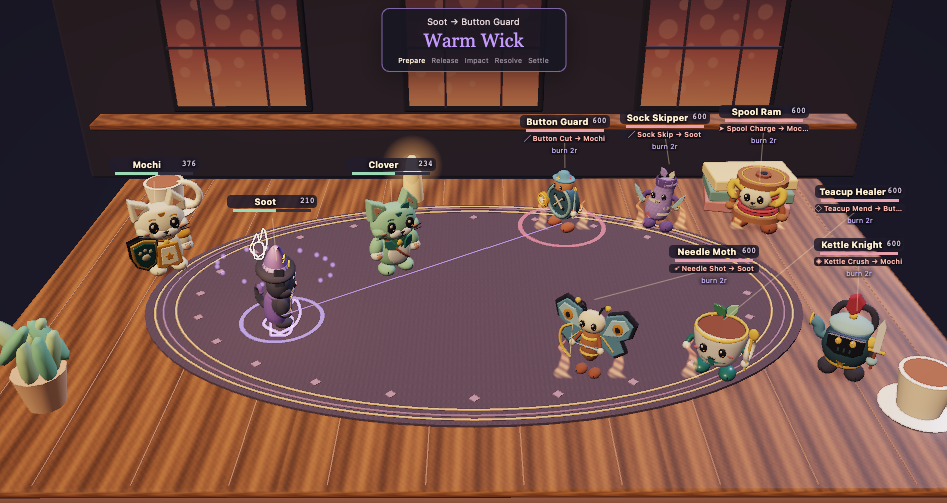 Soot → Button Guard
Warm Wick
Prepare Release Impact Resolve Settle
Mochi 376
Soot 210
Clover 234
Button Guard 600
Button Cut → Mochi
burn 2r
Sock Skipper 600
Sock Skip → Soot
burn 2r
Spool Ram 600
Spool Charge → Moc...
burn 2r
Teacup Healer 600
Teacup Mend → But...
burn 2r
Needle Moth 600
Needle Shot → Soot
burn 2r
Kettle Knight 600
Kettle Crush → Mochi
burn 2r